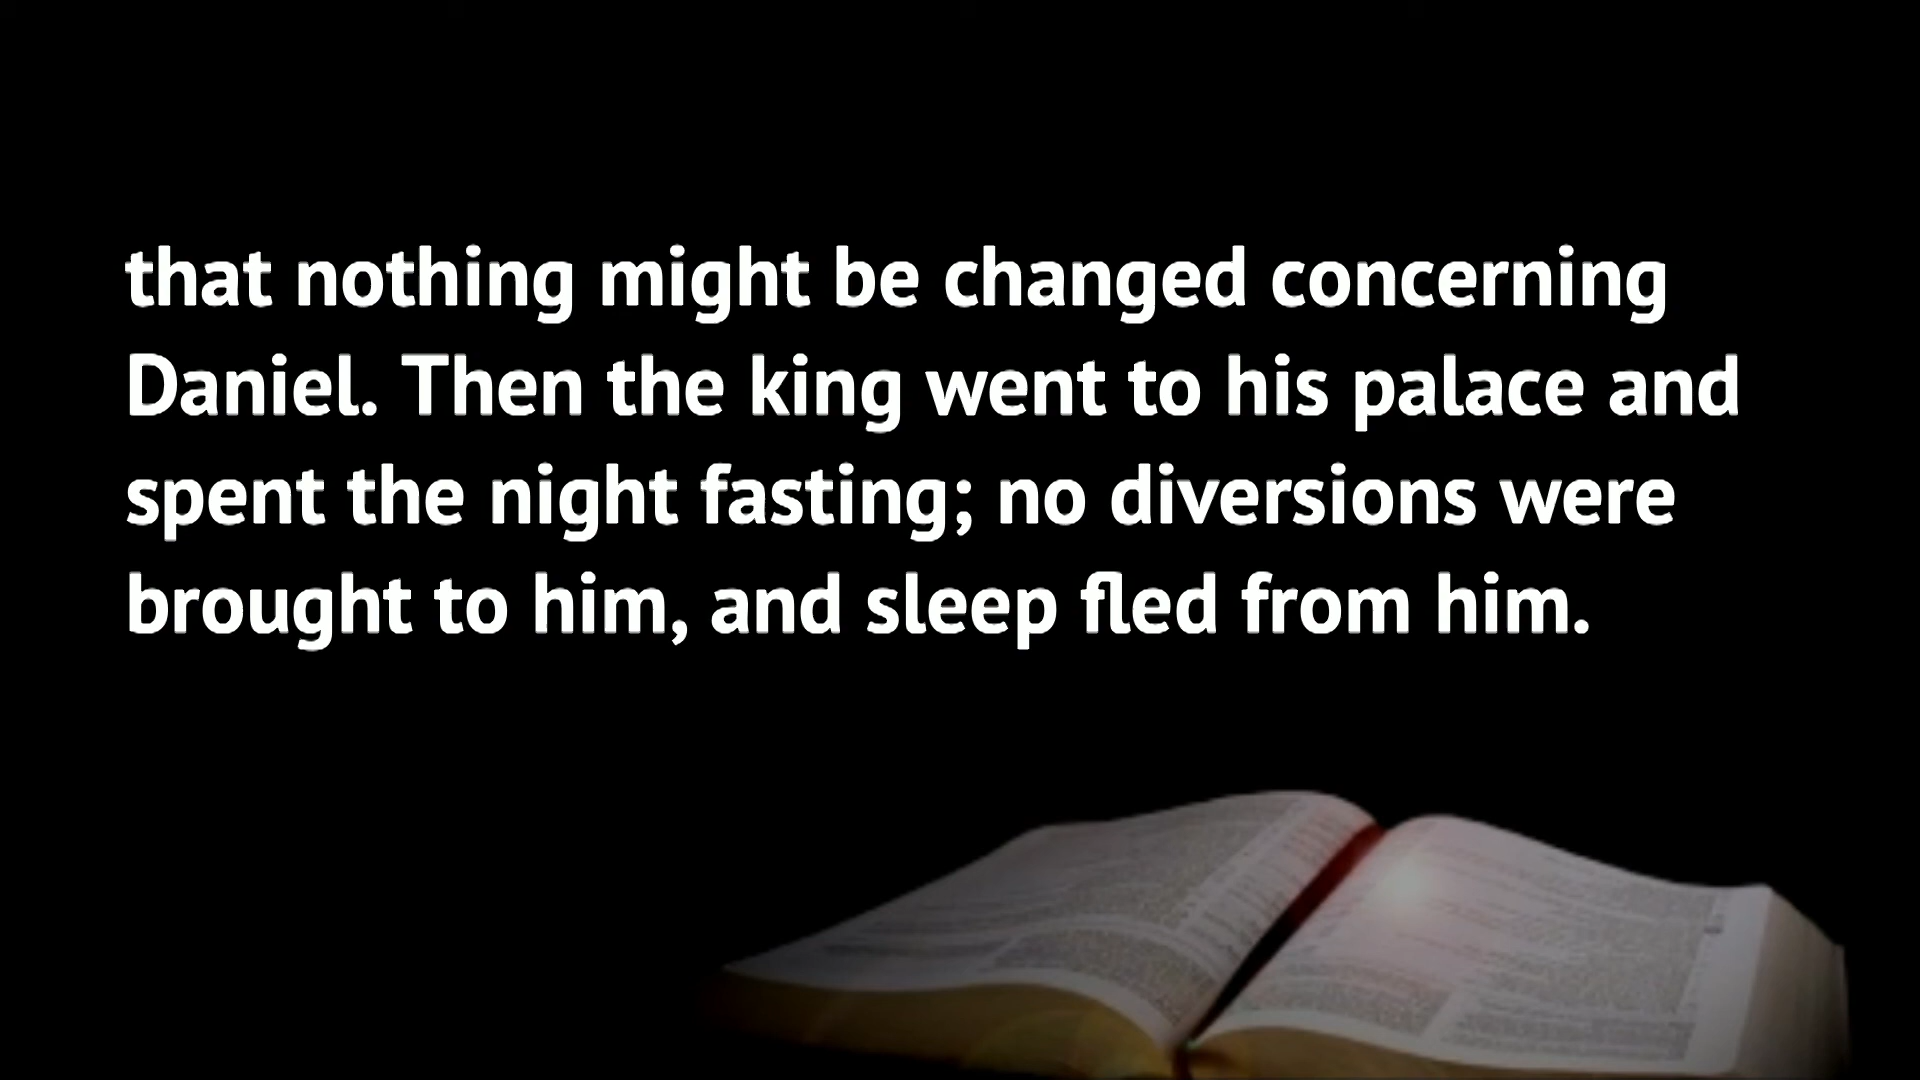 that nothing might be changed concerning
Daniel. Then the king went to his palace and
spent the night fasting; no diversions were
brought to him, and sleep fled from him.